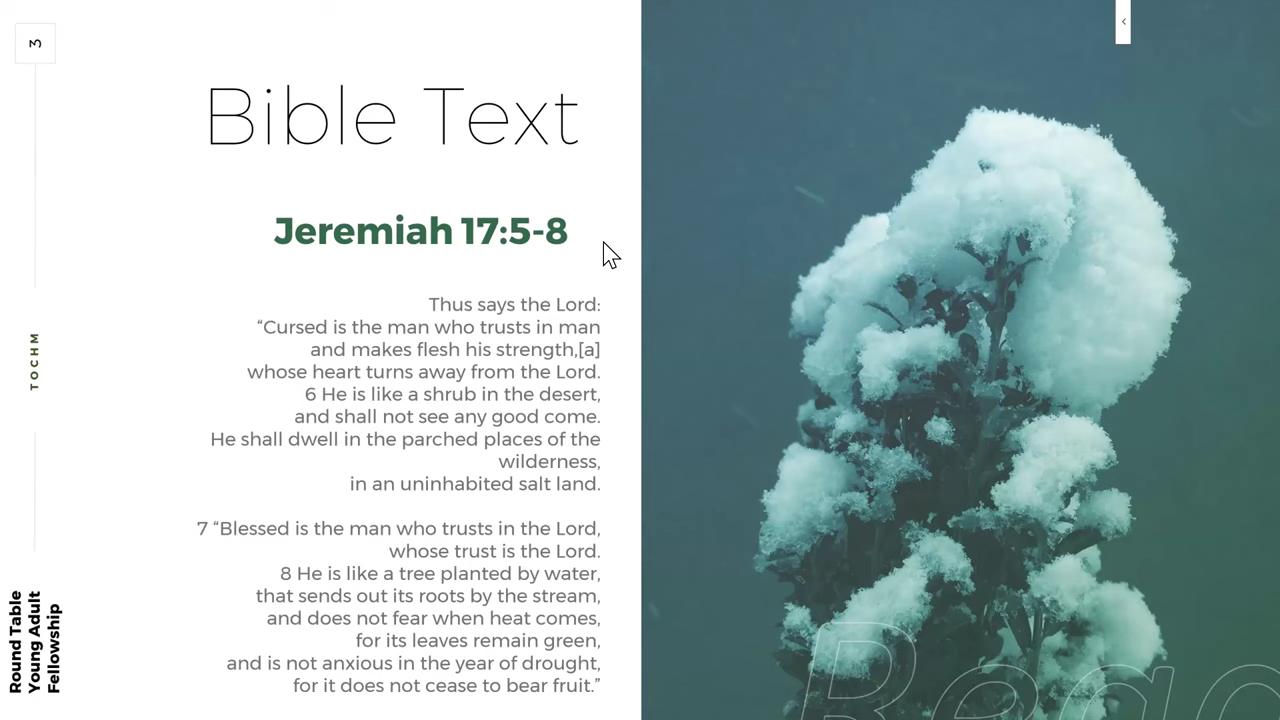 3
Bible Text
Jeremiah 17:5-8
Thus says the Lord:
“Cursed is the man who trusts in man
and makes flesh his strength,[a]
whose heart turns away from the Lord.
6 He is like a shrub in the desert,
and shall not see any good come.
He shall dwell in the parched places of the
wilderness,
in an uninhabited salt land.
7 “Blessed is the man who trusts in the Lord,
whose trust is the Lord.
8 He is like a tree planted by water,
that sends out its roots by the stream,
and does not fear when heat comes,
for its leaves remain green,
and is not anxious in the year of drought,
for it does not cease to bear fruit.”
TOCHM
Round Table
Young Adult
Fellowship